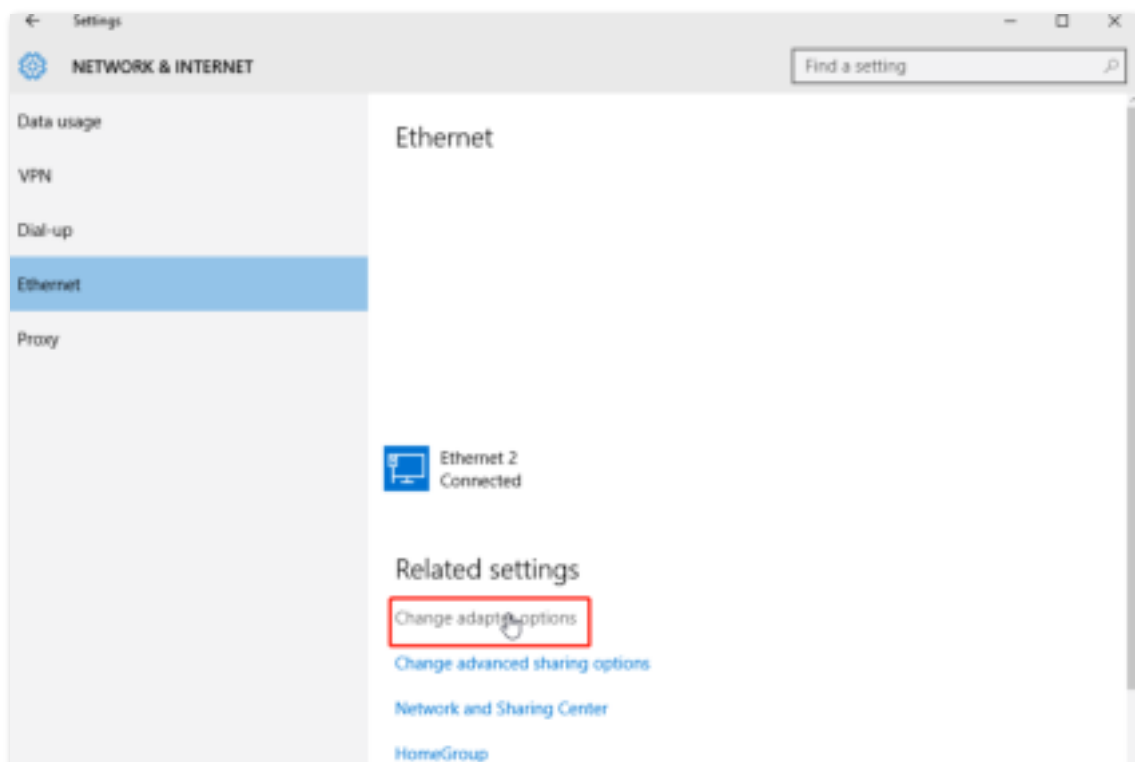 Settings
NETWORK & INTERNET
Find a setting
Data usage
VPN
Dial-up
Ethernet
Proxy
Ethernet
Ethernet 2
Connected
Related settings
Change adapter options
Change advanced sharing options
Network and Sharing Center
HomeGroup